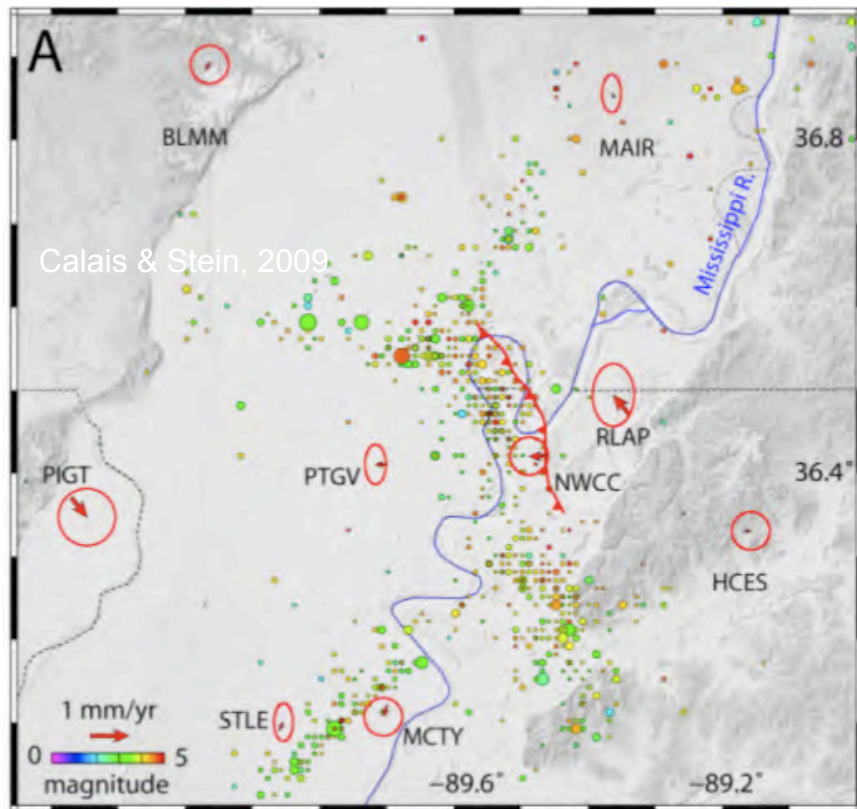 A
BLMM
MAIR
36.8
Mississippi R.
Calais & Stein, 2009
RLAP
PIGT
PTGV
NWCC
36.4°
HCES
STLE
MCTY
1 mm/yr
0
5
magnitude
−89.6°
−89.2°